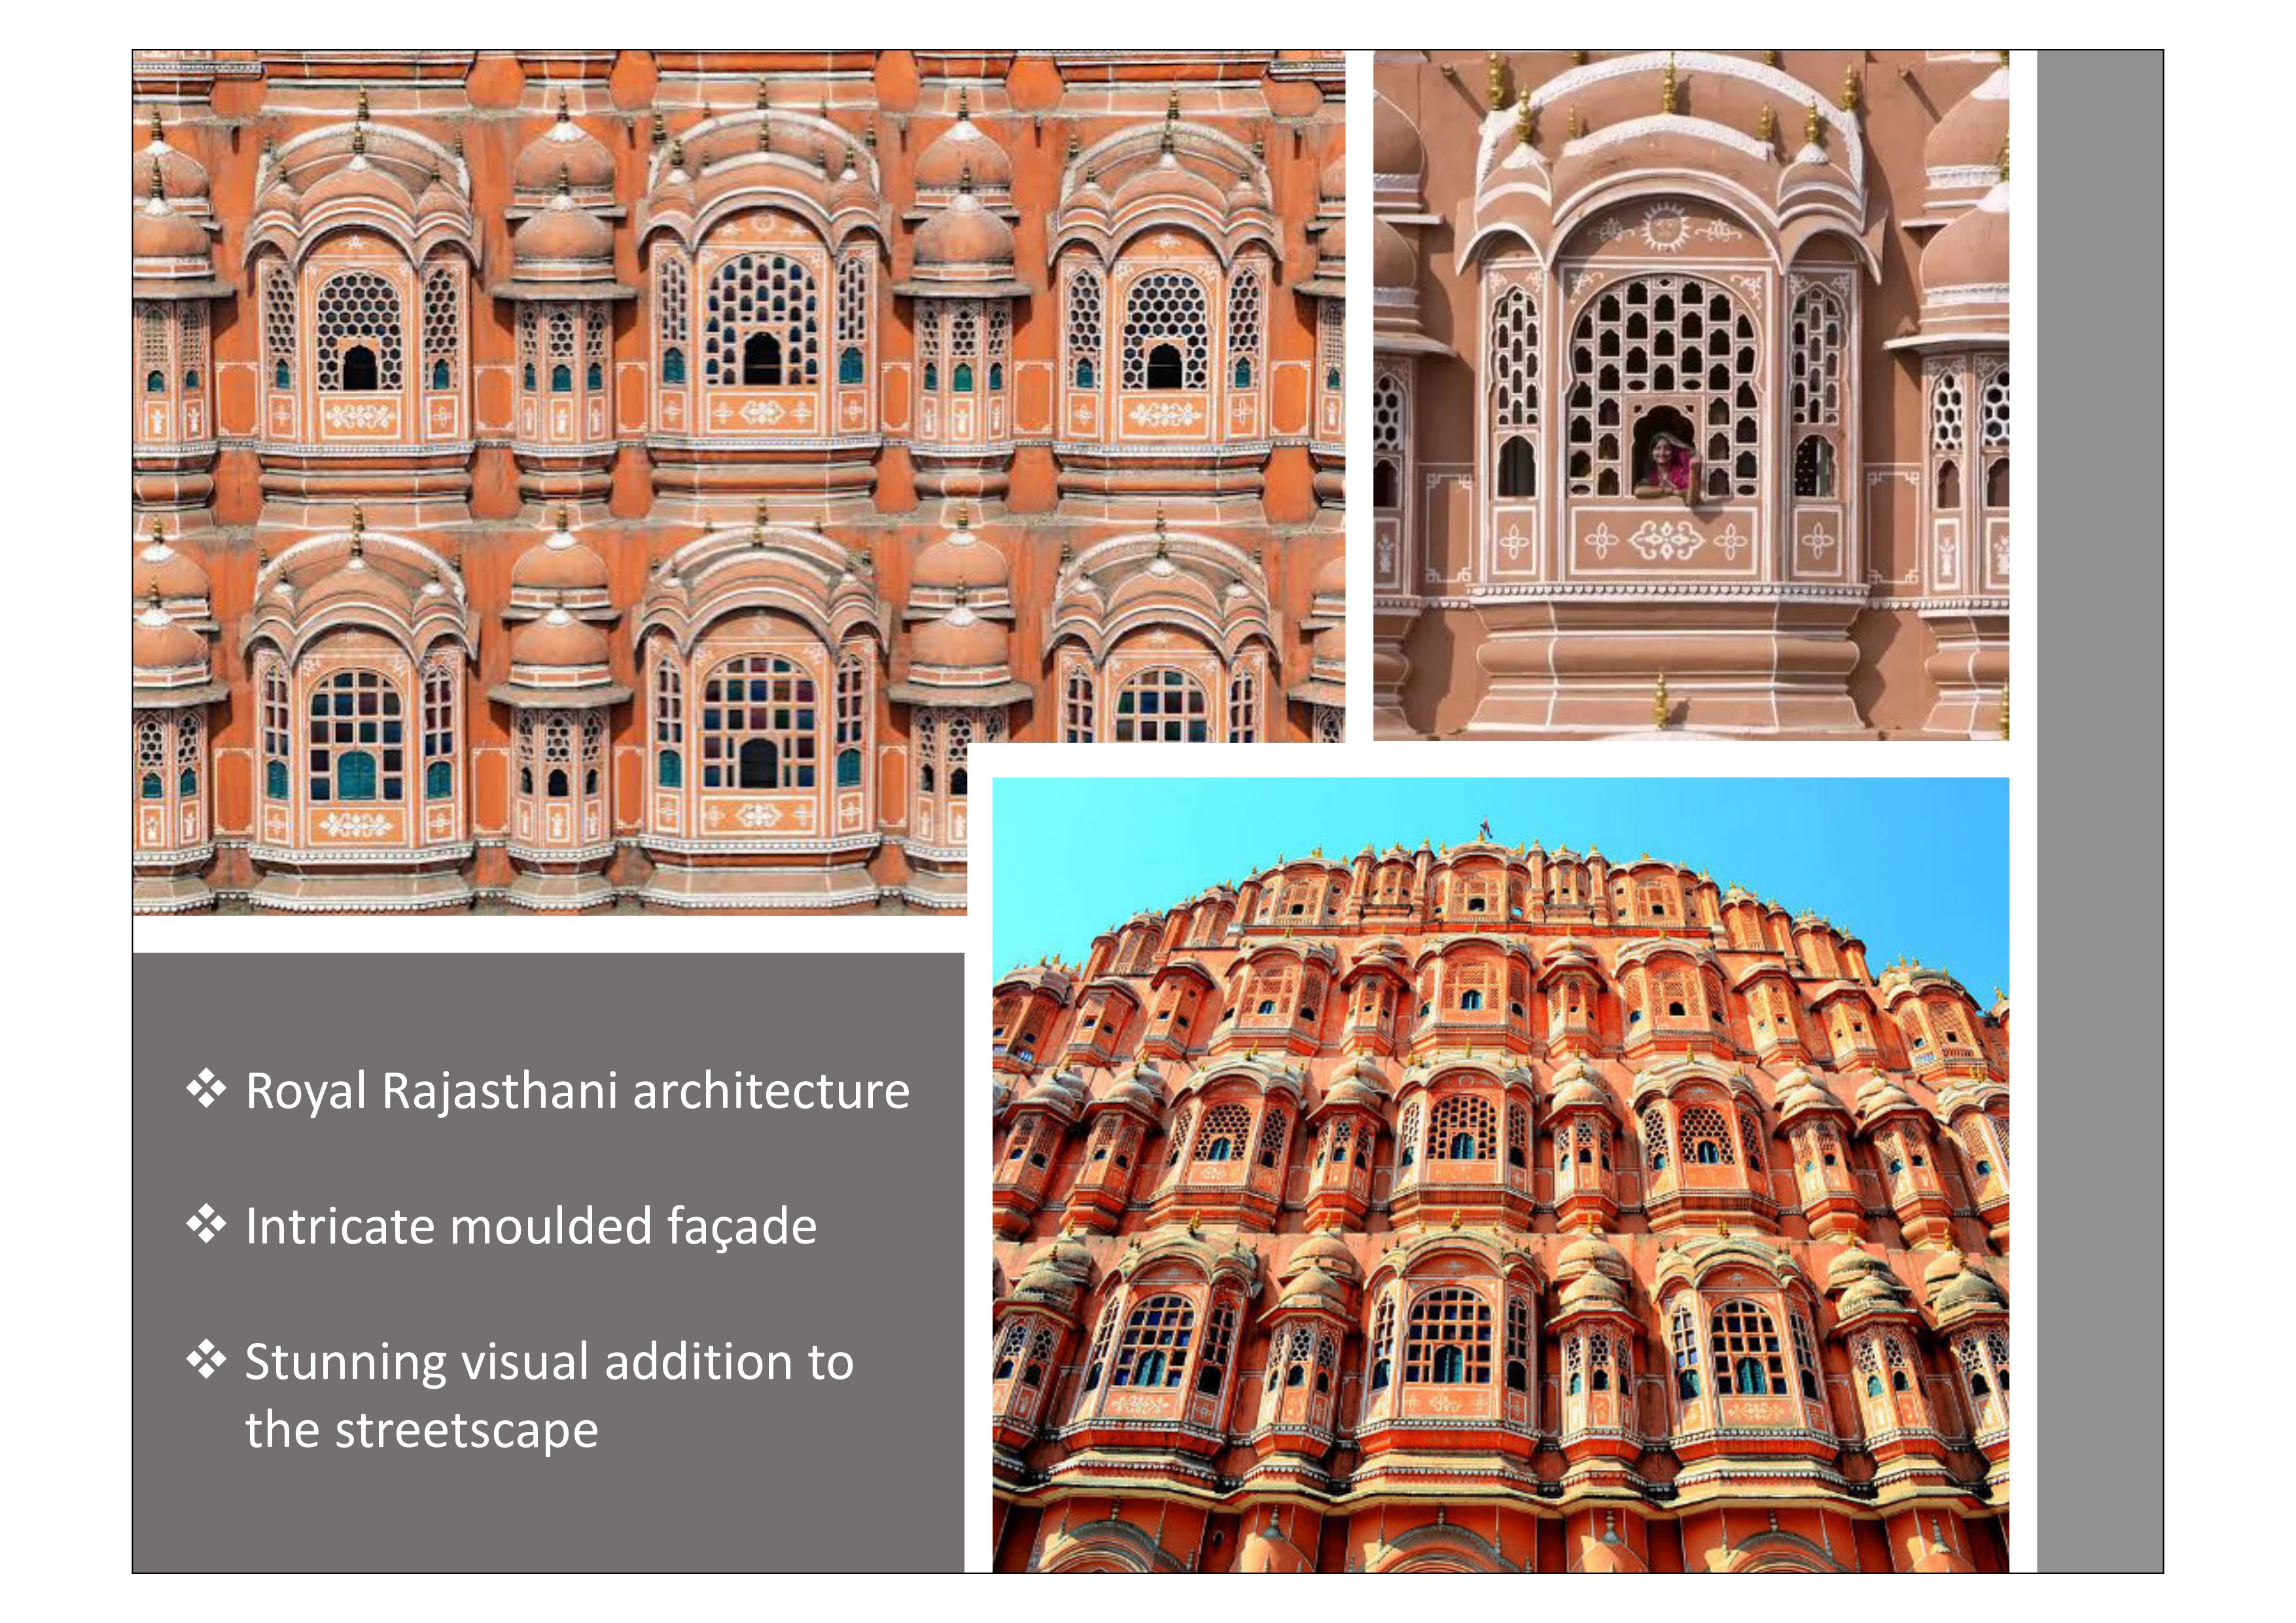 ❖ Royal Rajasthani architecture
❖ Intricate moulded façade
❖ Stunning visual addition to
the streetscape